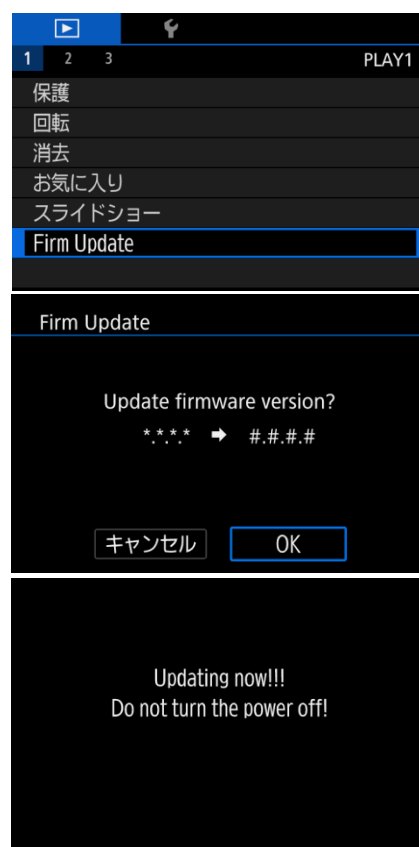 1 2 3 PLAY1
保護
回転
消去
お気に入り
スライドショー
Firm Update
Firm Update
Update firmware version?
*.*.*.* ➡ #.#.#.#
キャンセル OK
Updating now!!!
Do not turn the power off!